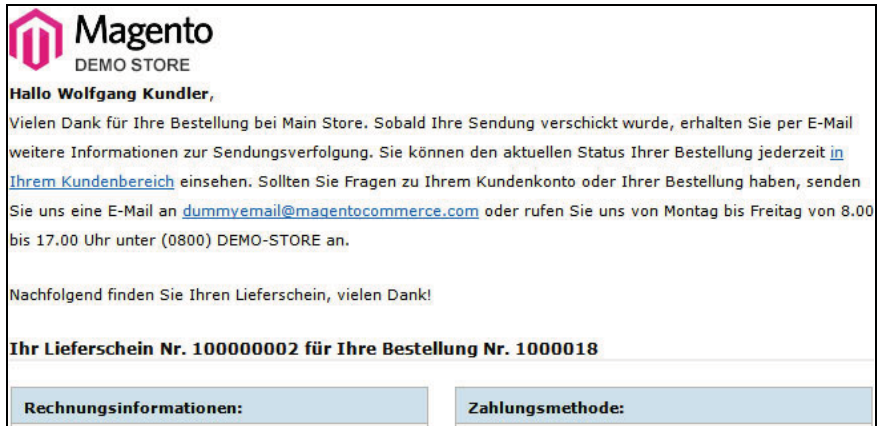 Magento
DEMO STORE
Hallo Wolfgang Kundler,
Vielen Dank für Ihre Bestellung bei Main Store. Sobald Ihre Sendung verschickt wurde, erhalten Sie per E-Mail
weitere Informationen zur Sendungsverfolgung. Sie können den aktuellen Status Ihrer Bestellung jederzeit in
Ihrem Kundenbereich einsehen. Sollten Sie Fragen zu Ihrem Kundenkonto oder Ihrer Bestellung haben, senden
Sie uns eine E-Mail an dummyemail@magentocommerce.com oder rufen Sie uns von Montag bis Freitag von 8.00
bis 17.00 Uhr unter (0800) DEMO-STORE an.
Nachfolgend finden Sie Ihren Lieferschein, vielen Dank!
Ihr Lieferschein Nr. 100000002 für Ihre Bestellung Nr. 1000018
Rechnungsinformationen:
Zahlungsmethode: